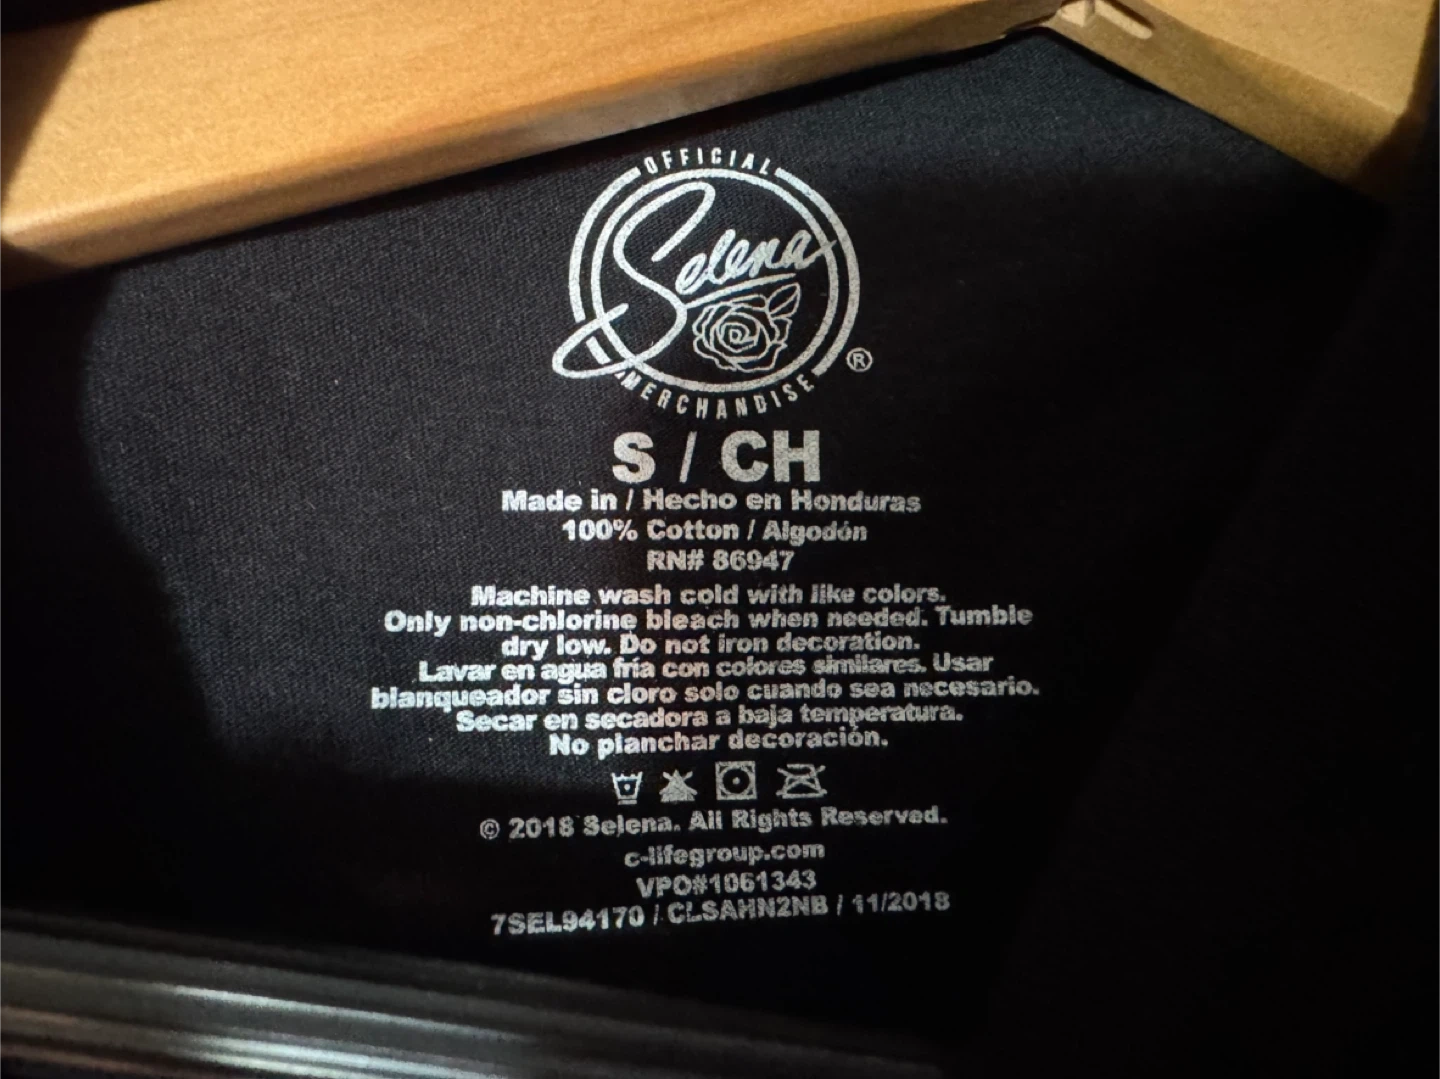 OFFICIAL
Selena
®
MERCHANDISE
S / CH
Made in / Hecho en Honduras
100% Cotton / Algodón
RN# 86947
Machine wash cold with like colors.
Only non-chlorine bleach when needed. Tumble
dry low. Do not iron decoration.
Lavar en agua fría con colores similares. Usar
blanqueador sin cloro solo cuando sea necesario.
Secar en secadora a baja temperatura.
No planchar decoración.
© 2018 Selena. All Rights Reserved.
c-lifegroup.com
VPO#1061343
7SEL94170 / CLSAHN2NB / 11/2018